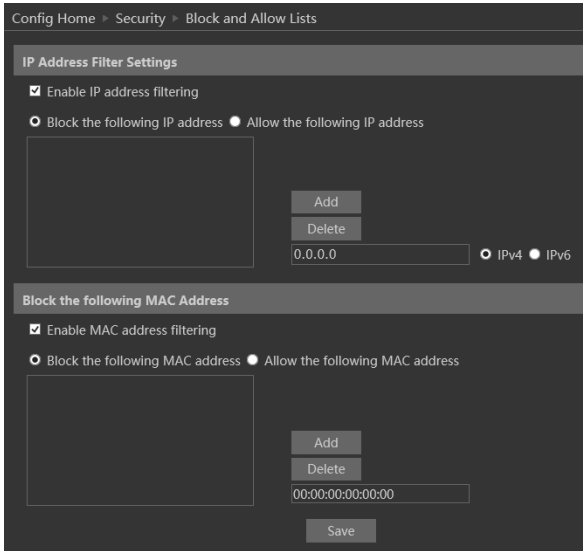 Config Home ▶ Security ▶ Block and Allow Lists
IP Address Filter Settings
Enable IP address filtering
Block the following IP address Allow the following IP address
Add
Delete
0.0.0.0 IPv4 IPv6
Block the following MAC Address
Enable MAC address filtering
Block the following MAC address Allow the following MAC address
Add
Delete
00:00:00:00:00:00
Save